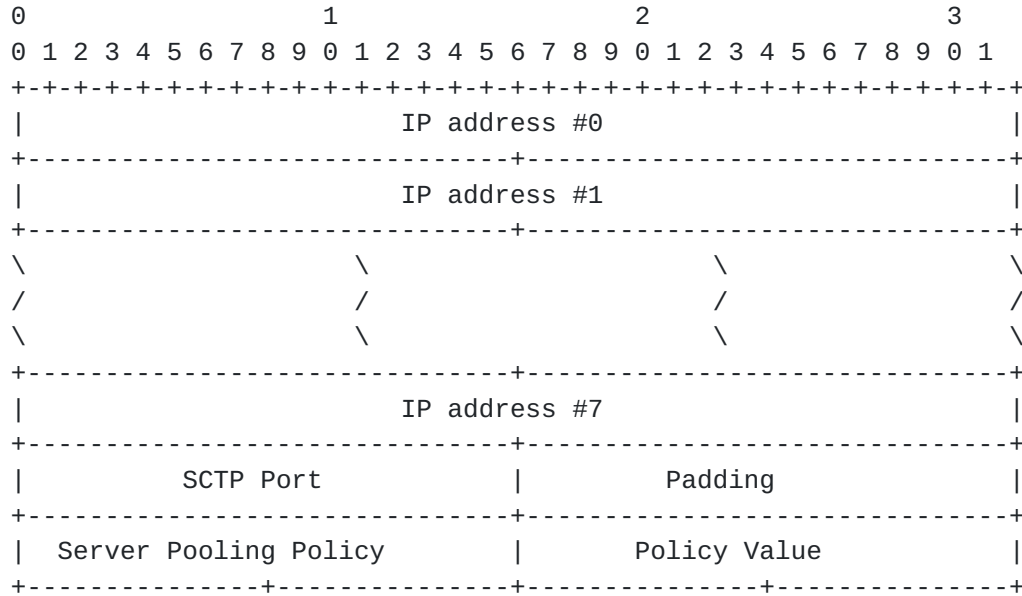 0                   1                   2                   3
0 1 2 3 4 5 6 7 8 9 0 1 2 3 4 5 6 7 8 9 0 1 2 3 4 5 6 7 8 9 0 1
+-+-+-+-+-+-+-+-+-+-+-+-+-+-+-+-+-+-+-+-+-+-+-+-+-+-+-+-+-+-+-+-+
|                        IP address #0                          |
+-------------------------------+-------------------------------+
|                        IP address #1                          |
+-------------------------------+-------------------------------+
\                     \                      \                  \
/                     /                      /                  /
\                     \                      \                  \
+-------------------------------+-------------------------------+
|                        IP address #7                          |
+-------------------------------+-------------------------------+
|          SCTP Port            |         Padding               |
+-------------------------------+-------------------------------+
|  Server Pooling Policy        |       Policy Value            |
+---------------+---------------+---------------+---------------+